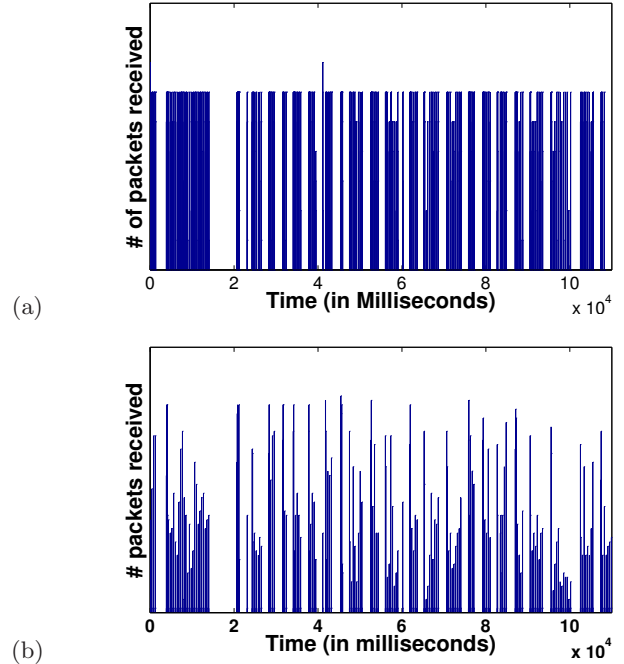 # of packets received
0 2 4 6 8 10
x 10^4
Time (in Milliseconds)
(a)
# packets received
0 2 4 6 8 10
x 10^4
Time (in milliseconds)
(b)